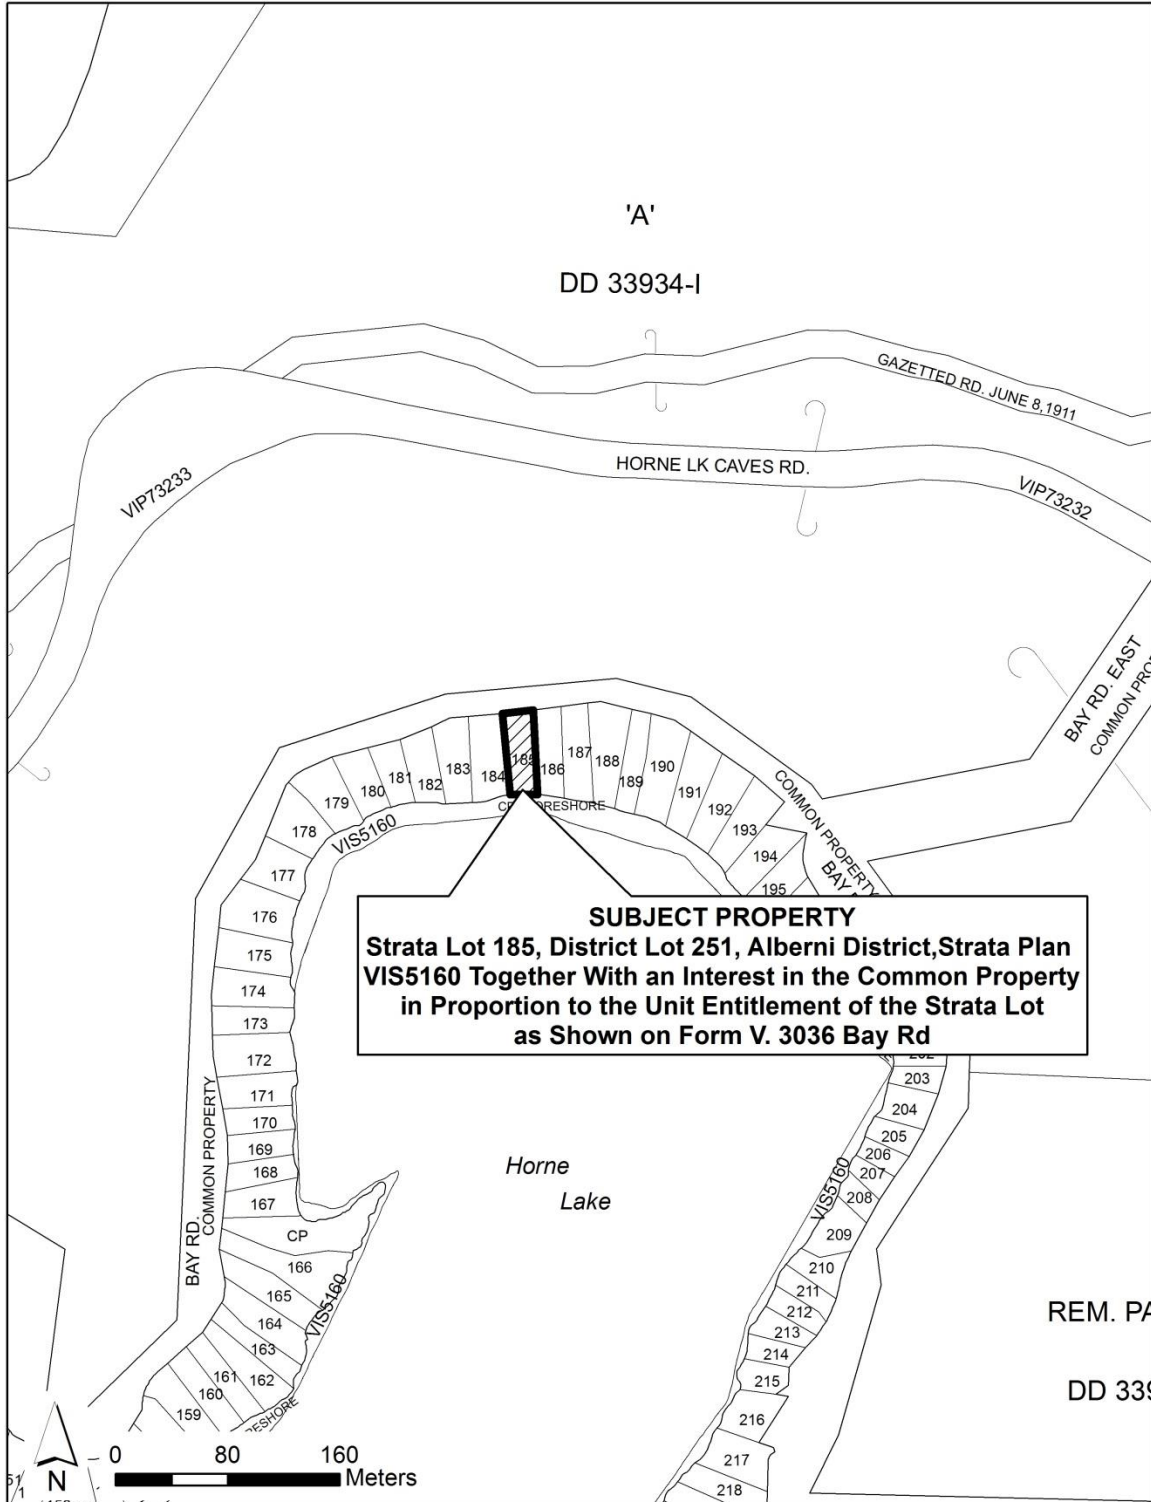 'A'
DD 33934-I
GAZETTED RD. JUNE 8,1911
HORNE LK CAVES RD.
VIP73233
VIP73232
BAY RD. EAST
COMMON PRO
187
190
183
188
181
185
186
180
184
182
189
191
179
192
178
193
194
195
CP FORESHORE
VIS5160
COMMON PROPERTY
BAY
177
176
175
174
173
172
171
170
169
168
167
CP
166
165
164
163
162
161
160
159
SUBJECT PROPERTY
Strata Lot 185, District Lot 251, Alberni District,Strata Plan
VIS5160 Together With an Interest in the Common Property
in Proportion to the Unit Entitlement of the Strata Lot
as Shown on Form V. 3036 Bay Rd
202
203
204
205
206
207
208
209
210
211
212
213
214
215
216
217
218
COMMON PROPERTY
BAY RD.
Horne
Lake
VIS5160
VIS5160
RESHORE
REM. PA
DD 339
0 80 160
Meters
N